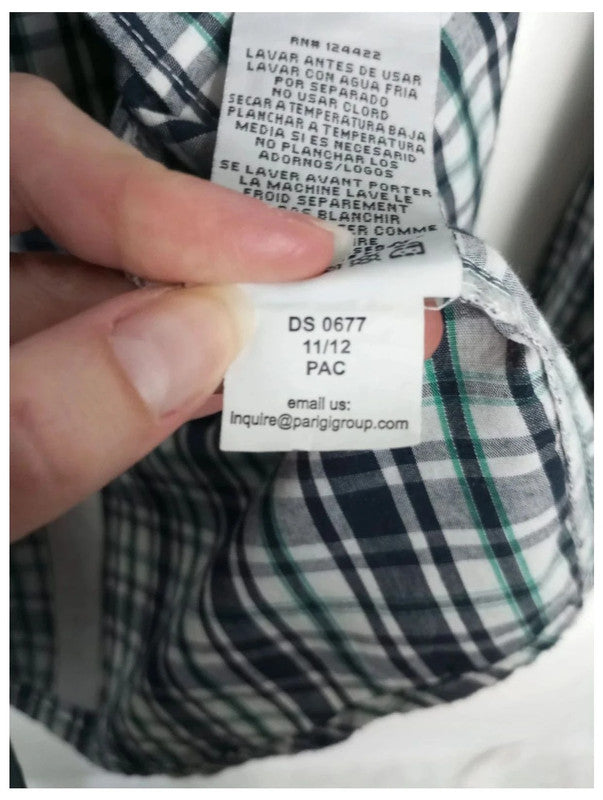 RN# 124422
LAVAR ANTES DE USAR
LAVAR CON AGUA FRIA
POR SEPARADO
NO USAR CLORO
SECAR A TEMPERATURA BAJA
PLANCHAR A TEMPERATURA
MEDIA SI ES NECESARIO
NO PLANCHAR LOS
ADORNOS/LOGOS
SE LAVER AVANT PORTER
LA MACHINE LAVE LE
FROID SEPAREMENT
BLANCHIR
COMME
DS 0677
11/12
PAC
email us:
Inquire@parigigroup.com